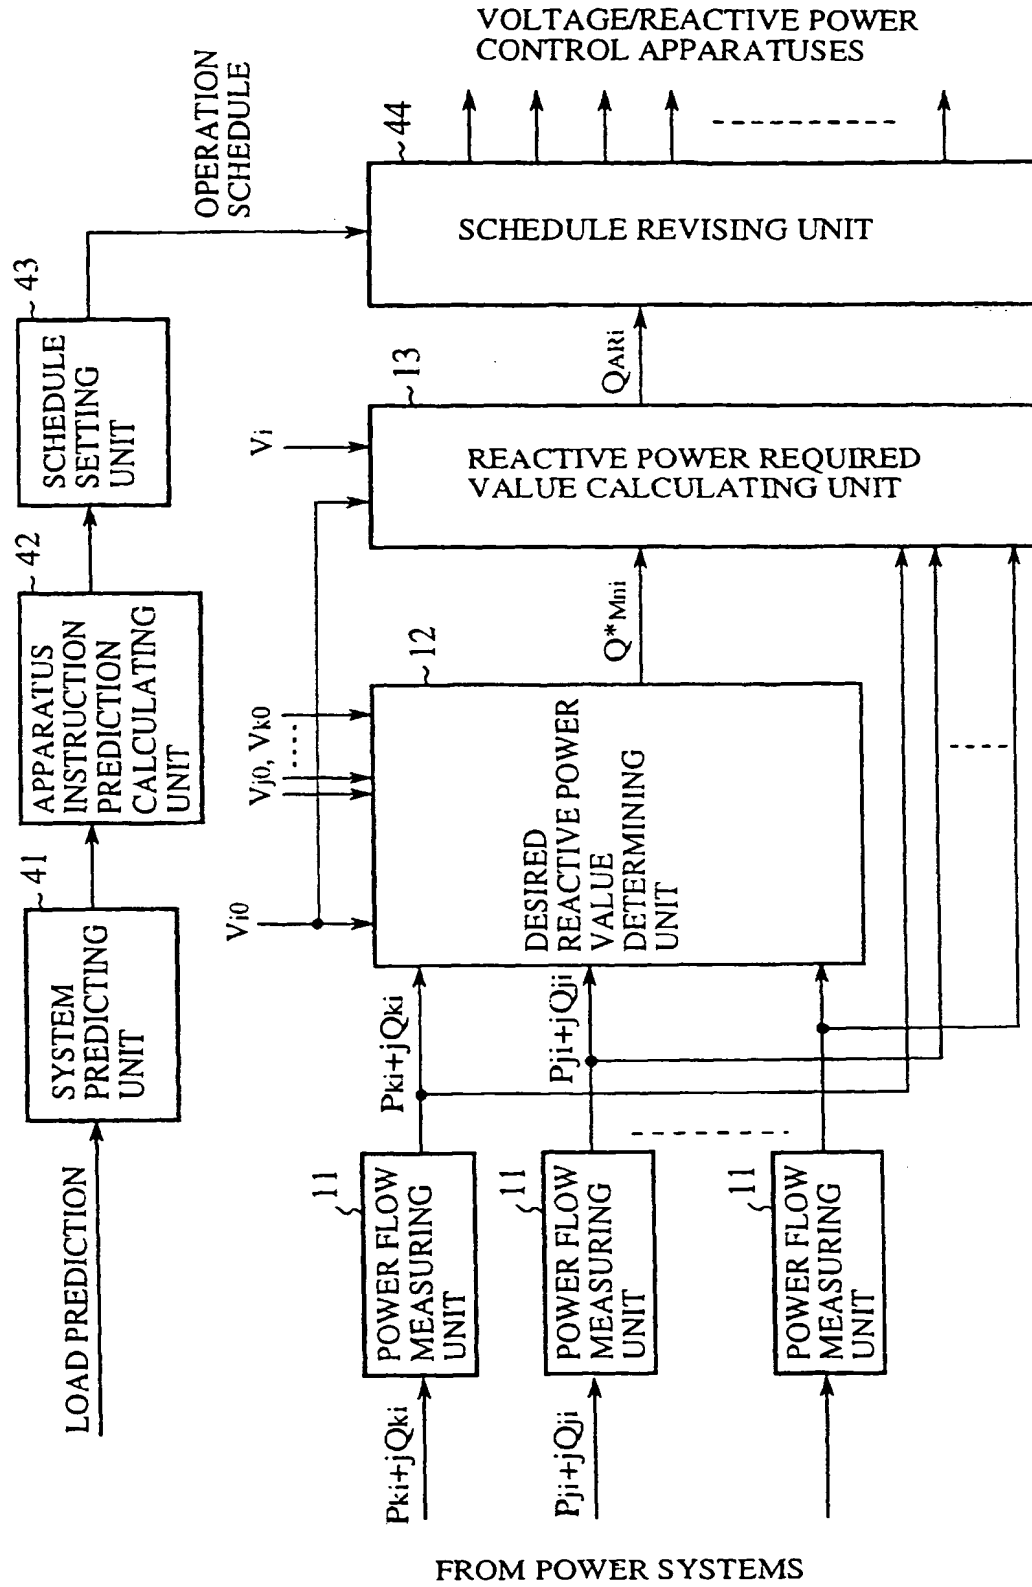 VOLTAGE/REACTIVE POWER
CONTROL APPARATUSES
OPERATION
SCHEDULE
44
SCHEDULE REVISING UNIT
43
SCHEDULE
SETTING
UNIT
QARi
13
Vi
REACTIVE POWER REQUIRED
VALUE CALCULATING UNIT
42
APPARATUS
INSTRUCTION
PREDICTION
CALCULATING
UNIT
Q*Mni
12
Vj0, Vk0
Vi0
DESIRED
REACTIVE POWER
VALUE
DETERMINING
UNIT
41
SYSTEM
PREDICTING
UNIT
Pki+jQki
Pji+jQji
LOAD PREDICTION
11
POWER FLOW
MEASURING
UNIT
11
POWER FLOW
MEASURING
UNIT
11
POWER FLOW
MEASURING
UNIT
Pki+jQki
Pji+jQji
FROM POWER SYSTEMS